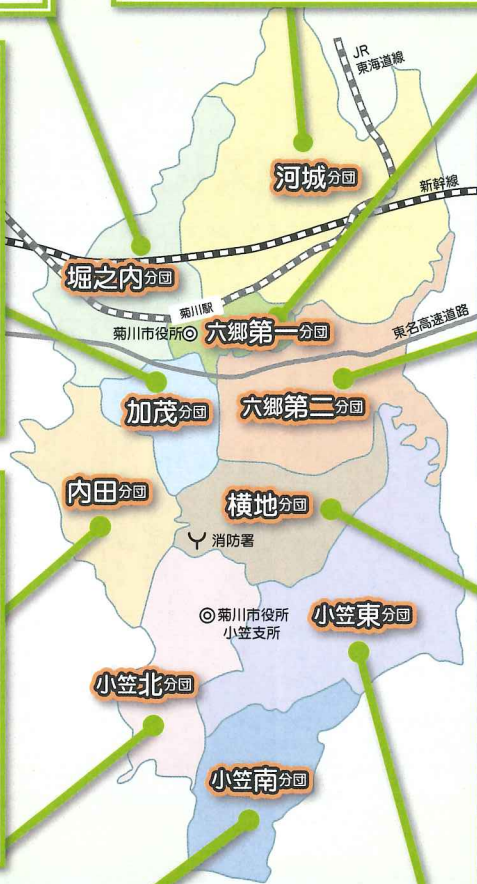 JR
東海道線
河城分団
新幹線
堀之内分団
菊川駅
菊川市役所
六郷第一分団
東名高速道路
加茂分団
六郷第二分団
内田分団
横地分団
消防署
菊川市役所
小笠支所
小笠東分団
小笠北分団
小笠南分団